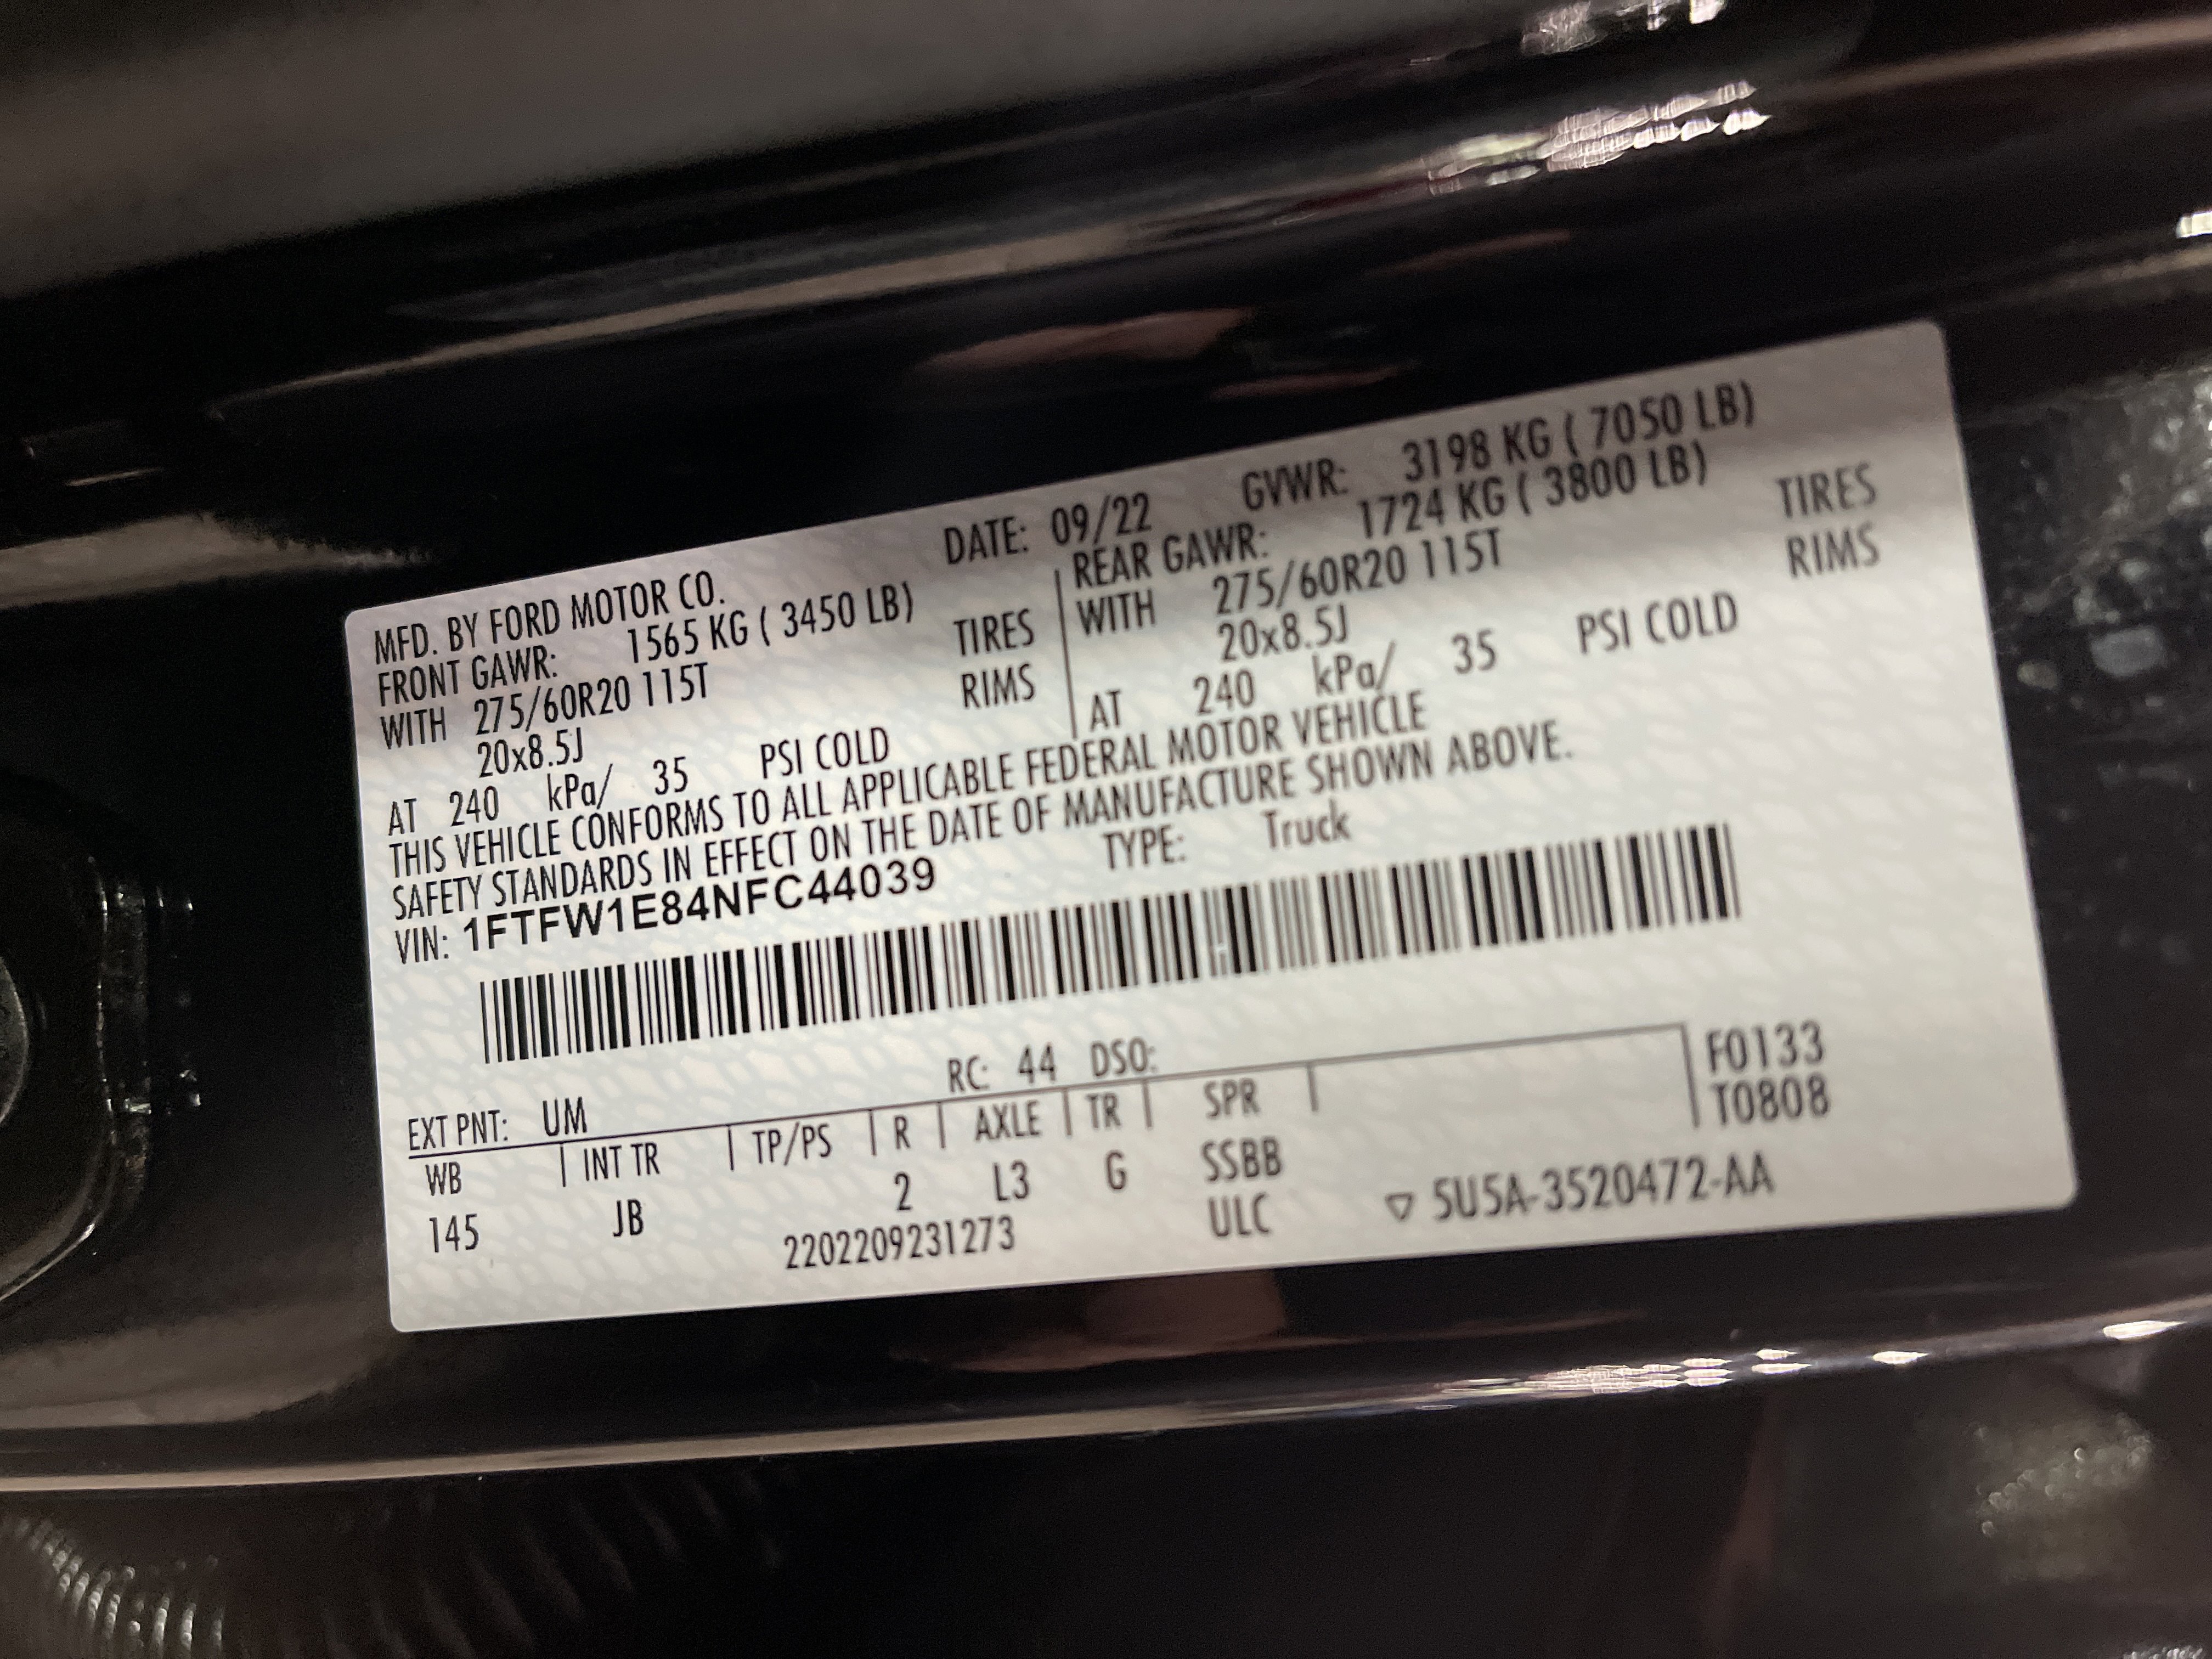 MFD. BY FORD MOTOR CO. DATE: 09/22 GVWR: 3198 KG ( 7050 LB)
FRONT GAWR: 1565 KG ( 3450 LB) REAR GAWR: 1724 KG ( 3800 LB)
WITH 275/60R20 115T TIRES WITH 275/60R20 115T TIRES
20x8.5J RIMS 20x8.5J RIMS
AT 240 kPa/ 35 PSI COLD AT 240 kPa/ 35 PSI COLD
THIS VEHICLE CONFORMS TO ALL APPLICABLE FEDERAL MOTOR VEHICLE
SAFETY STANDARDS IN EFFECT ON THE DATE OF MANUFACTURE SHOWN ABOVE.
VIN: 1FTFW1E84NFC44039 TYPE: Truck
EXT PNT: UM RC: 44 DSO: F0133
WB INT TR TP/PS R AXLE TR SPR T0808
145 JB 2 L3 G SSBB
2202209231273 ULC ▽ 5U5A-3520472-AA